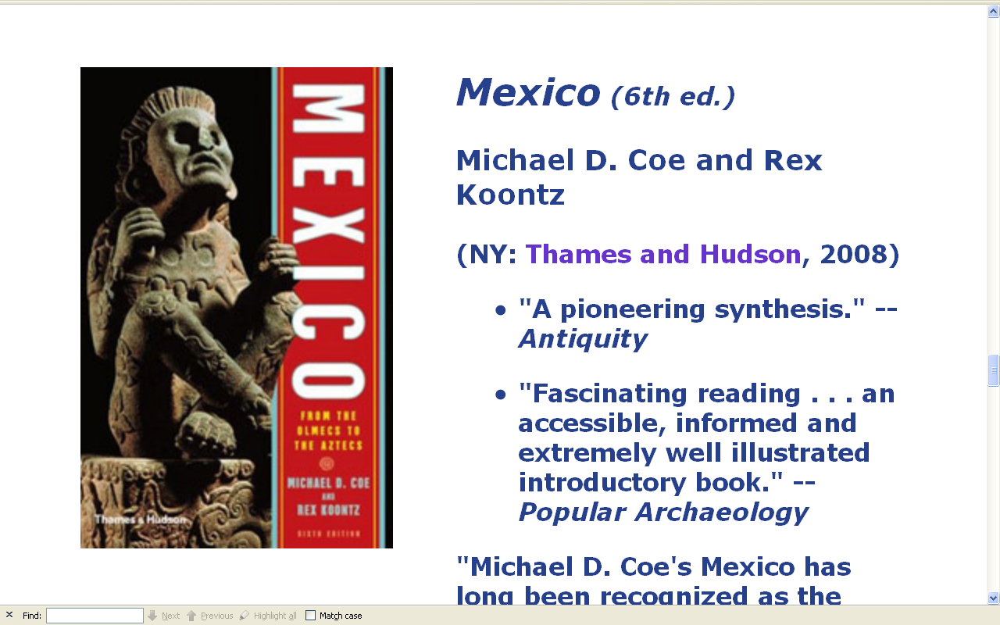 MEXICO
FROM THE
OLMECS TO
THE AZTECS
MICHAEL D. COE
AND
REX KOONTZ
SIXTH EDITION
Thames & Hudson
Mexico (6th ed.)
Michael D. Coe and Rex
Koontz
(NY: Thames and Hudson, 2008)
• "A pioneering synthesis." --
Antiquity
• "Fascinating reading . . . an
accessible, informed and
extremely well illustrated
introductory book." --
Popular Archaeology
"Michael D. Coe's Mexico has
long been recognized as the
Find: Next Previous Highlight all Match case